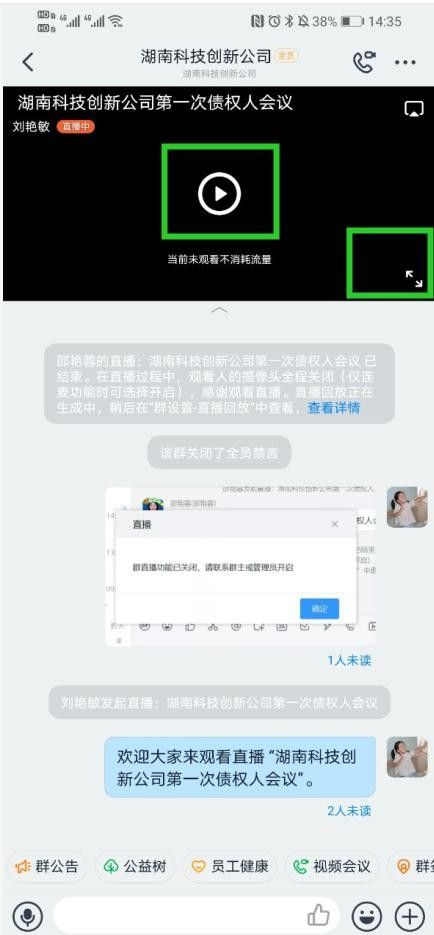 HD 46 46 38% 14:35
湖南科技创新公司 全员
湖南科技创新公司
湖南科技创新公司第一次债权人会议
刘艳敏 直播中
当前未观看不消耗流量
邵艳蓉的直播：湖南科技创新公司第一次债权人会议 已
结束。在直播过程中，观看人的摄像头全程关闭（仅连
麦功能时可选择开启），感谢观看直播。直播回放正在
生成中，稍后在“群设置-直播回放”中查看，查看详情
该群关闭了全员禁言
直播
群直播功能已关闭，请联系群主或管理员开启
确定
1人未读
刘艳敏发起直播：湖南科技创新公司第一次债权人会议
欢迎大家来观看直播“湖南科技创
新公司第一次债权人会议”。
2人未读
群公告 公益树 员工健康 视频会议